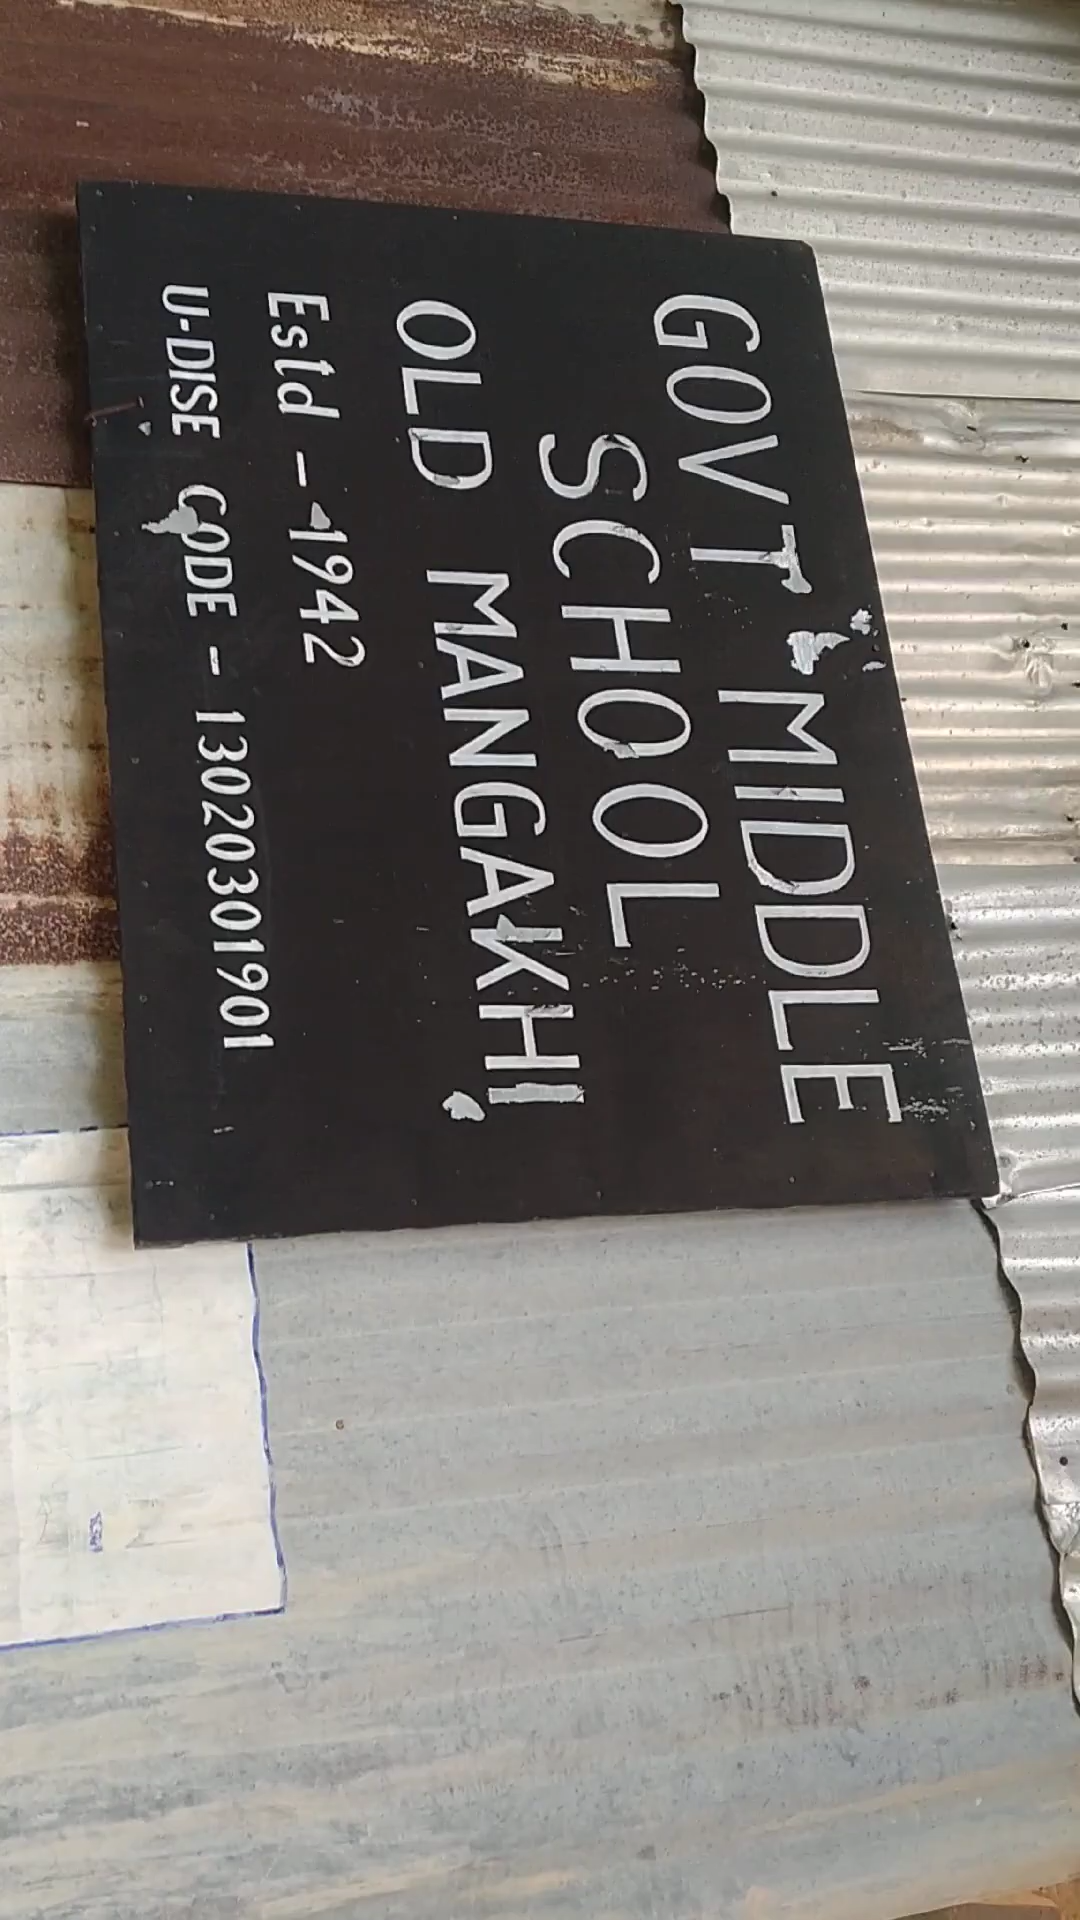 GOVT MIDDLE
SCHOOL
OLD MANGAKHI
Estd - 1942
U-DISE CODE - 13020301901